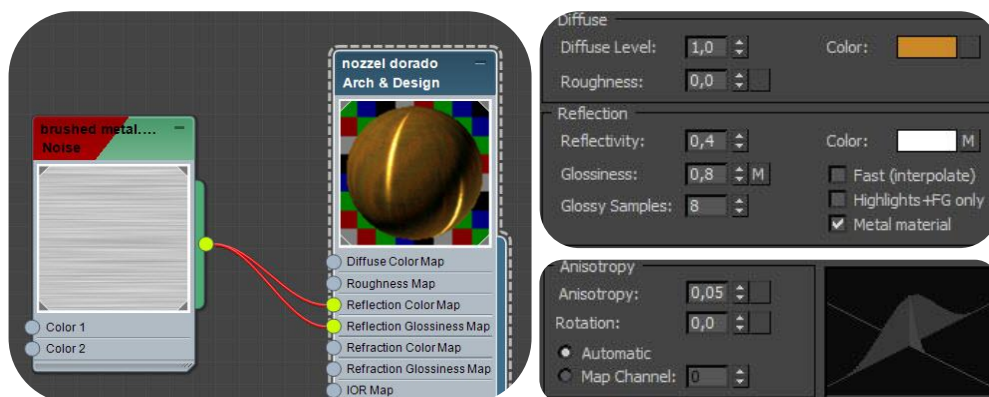 brushed metal....
Noise
Color 1
Color 2
nozzel dorado
Arch & Design
Diffuse Color Map
Roughness Map
Reflection Color Map
Reflection Glossiness Map
Refraction Color Map
Refraction Glossiness Map
IOR Map
Diffuse
Diffuse Level: 1,0 Color:
Roughness: 0,0
Reflection
Reflectivity: 0,4 Color: M
Glossiness: 0,8 M Fast (interpolate)
Glossy Samples: 8 Highlights+FG only
Metal material
Anisotropy
Anisotropy: 0,05
Rotation: 0,0
Automatic
Map Channel: 0